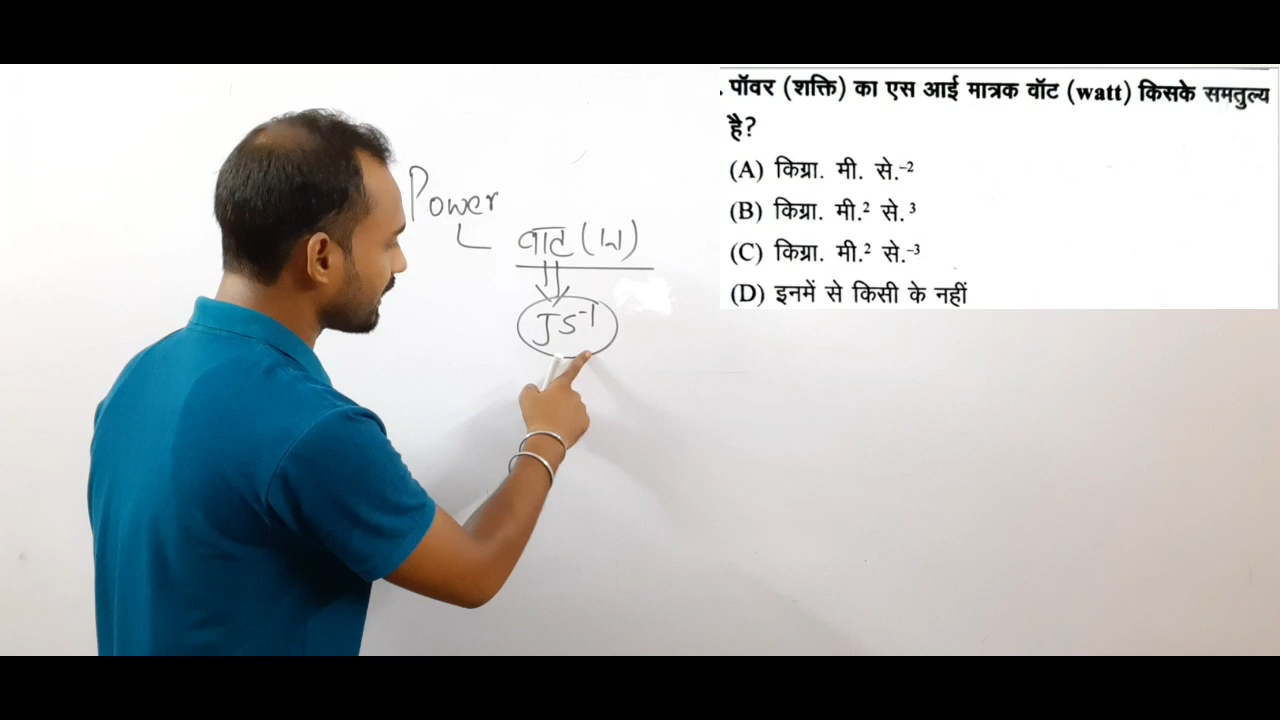 . पॉवर (शक्ति) का एस आई मात्रक वॉट (watt) किसके समतुल्य
है?
(A) किग्रा. मी. से.⁻²
(B) किग्रा. मी.² से.³
(C) किग्रा. मी.² से.⁻³
(D) इनमें से किसी के नहीं
Power
वाट (W)
JS⁻¹